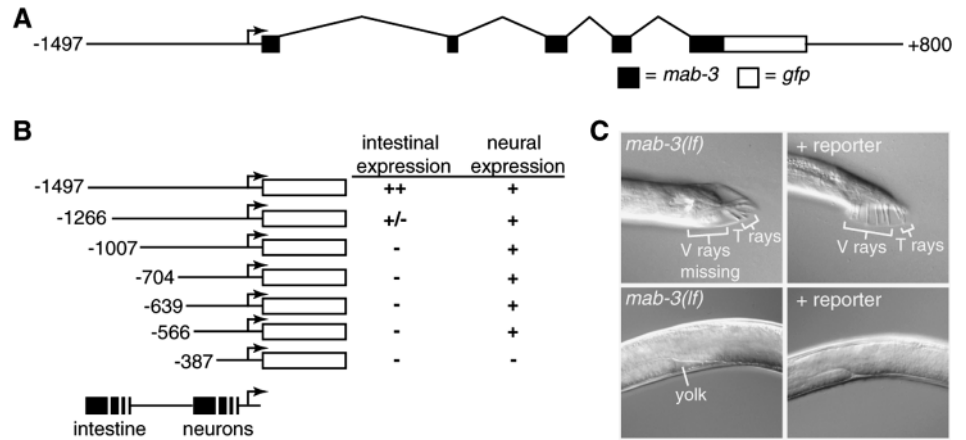 A
-1497
+800
= mab-3 = gfp
B
intestinal expression
neural expression
-1497 ++ +
-1266 +/- +
-1007 - +
-704 - +
-639 - +
-566 - +
-387 - -
intestine neurons
C
mab-3(lf)
V rays missing
T rays
+ reporter
V rays
T rays
mab-3(lf)
yolk
+ reporter